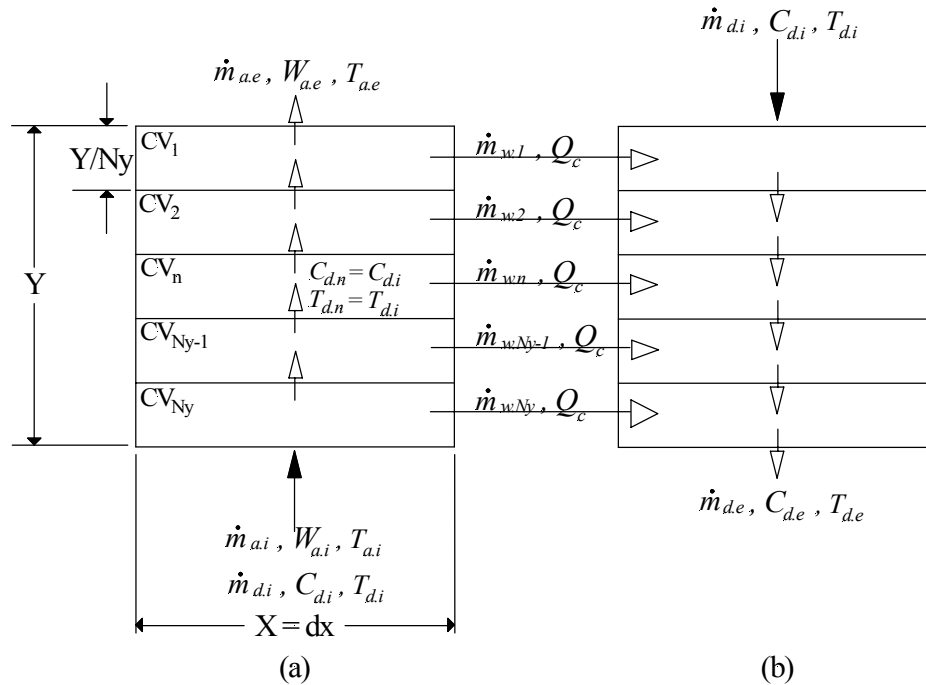 ṁd.i, Cd.i, Td.i
ṁa.e, Wa.e, Ta.e
Y/Ny
CV1
ṁw.1, Qc
CV2
ṁw.2, Qc
Y
CVn
Cd.n = Cd.i
Td.n = Td.i
ṁw.n, Qc
CVNy-1
ṁw.Ny-1, Qc
CVNy
ṁw.Ny, Qc
ṁd.e, Cd.e, Td.e
ṁa.i, Wa.i, Ta.i
ṁd.i, Cd.i, Td.i
X = dx
(a)
(b)